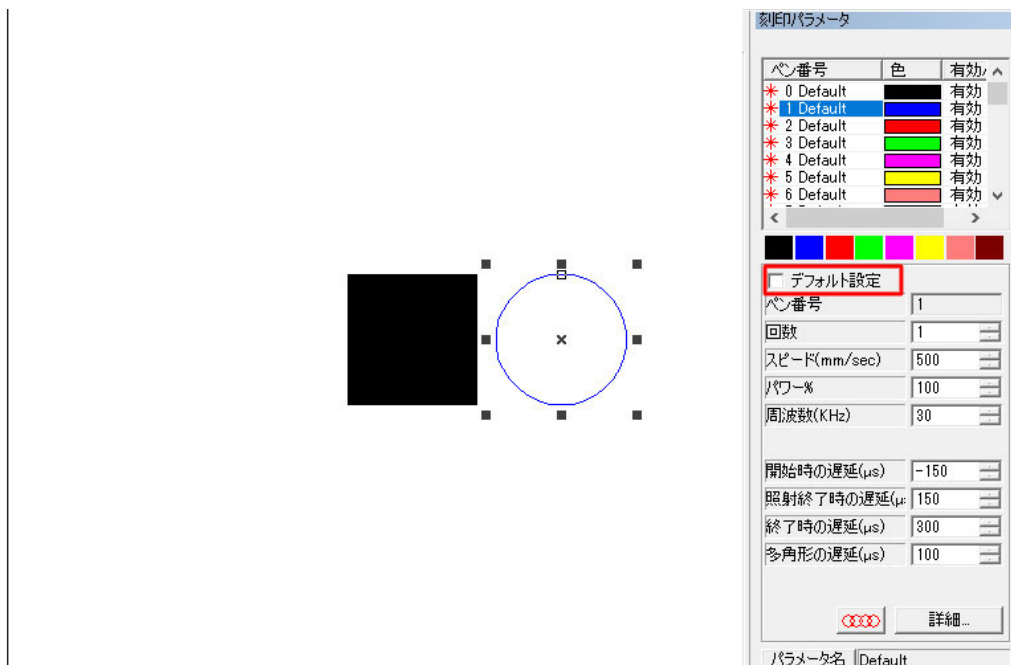 刻印パラメータ
ペン番号 色 有効/
0 Default 有効
1 Default 有効
2 Default 有効
3 Default 有効
4 Default 有効
5 Default 有効
6 Default 有効
デフォルト設定
ペン番号 1
回数 1
スピード(mm/sec) 500
パワー% 100
周波数(KHz) 30
開始時の遅延(μs) -150
照射終了時の遅延(μ 150
終了時の遅延(μs) 300
多角形の遅延(μs) 100
詳細...
パラメータ名 Default